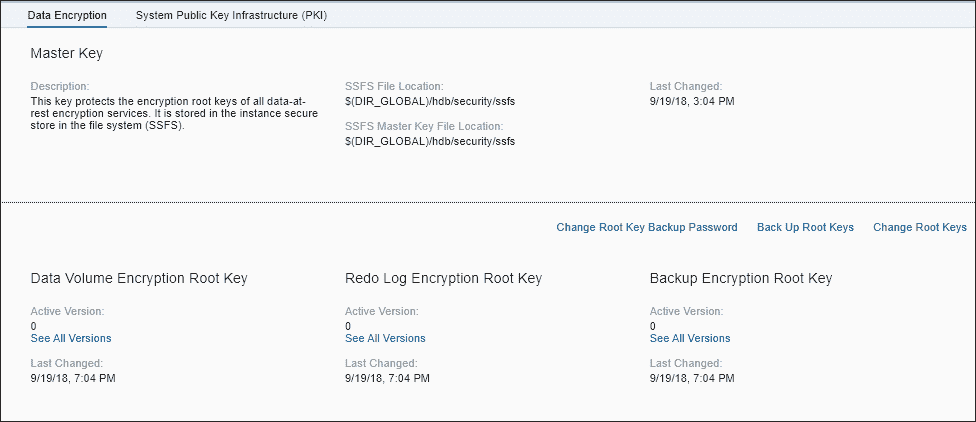 Data Encryption System Public Key Infrastructure (PKI)
Master Key
Description:
This key protects the encryption root keys of all data-at-
rest encryption services. It is stored in the instance secure
store in the file system (SSFS).
SSFS File Location:
$(DIR_GLOBAL)/hdb/security/ssfs
SSFS Master Key File Location:
$(DIR_GLOBAL)/hdb/security/ssfs
Last Changed:
9/19/18, 3:04 PM
Change Root Key Backup Password Back Up Root Keys Change Root Keys
Data Volume Encryption Root Key
Active Version:
0
See All Versions
Last Changed:
9/19/18, 7:04 PM
Redo Log Encryption Root Key
Active Version:
0
See All Versions
Last Changed:
9/19/18, 7:04 PM
Backup Encryption Root Key
Active Version:
0
See All Versions
Last Changed:
9/19/18, 7:04 PM